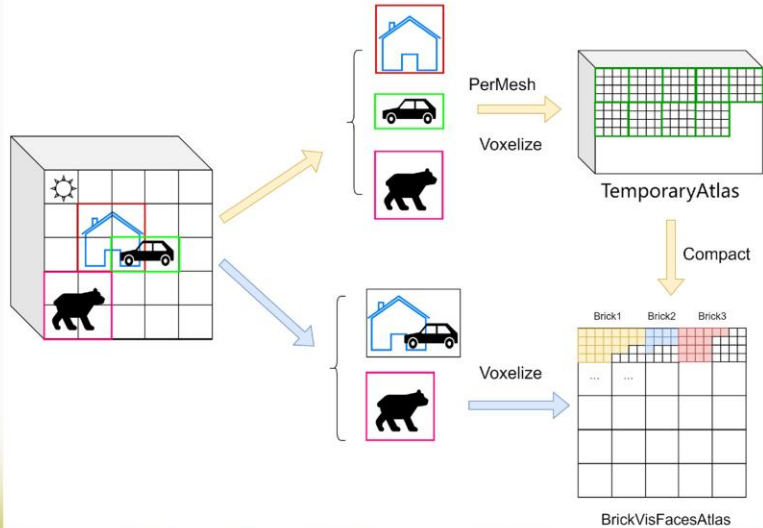 PerMesh
Voxelize
TemporaryAtlas
Compact
Voxelize
Brick1 Brick2 Brick3
... ...
BrickVisFacesAtlas